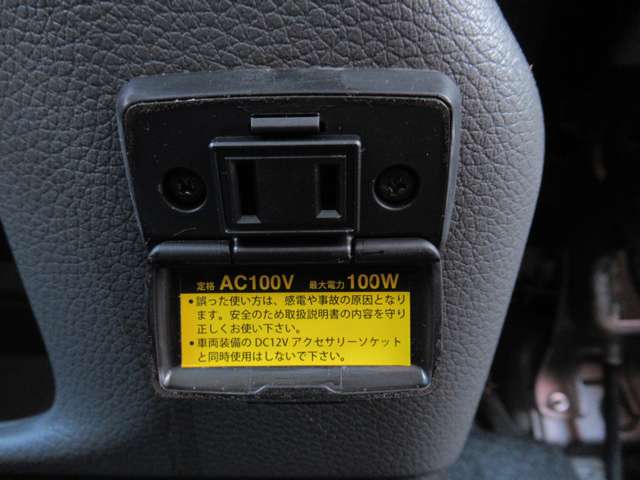 定格 AC100V 最大電力 100W
• 誤った使い方は、感電や事故の原因となり
ます。安全のため取扱説明書の内容を守り
正しくお使い下さい。
• 車両装備の DC12V アクセサリーソケット
と同時使用はしないで下さい。